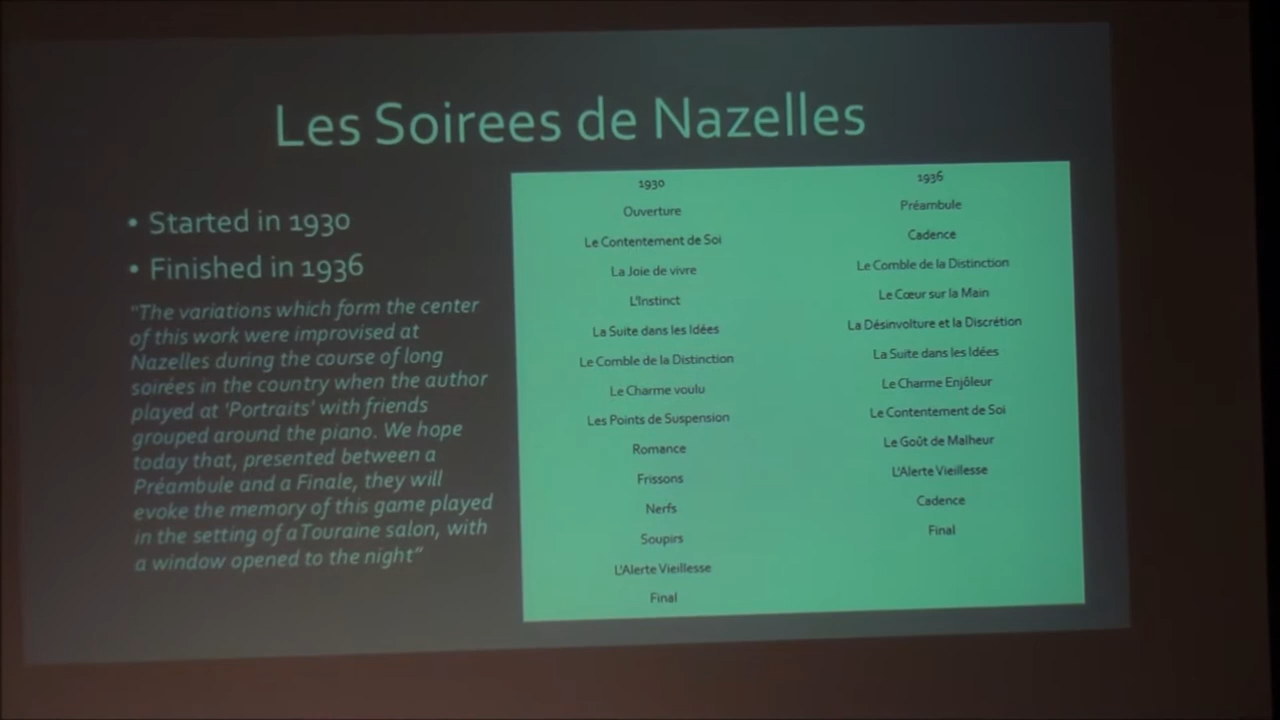 Les Soirees de Nazelles
• Started in 1930
• Finished in 1936
"The variations which form the center
of this work were improvised at
Nazelles during the course of long
soirées in the country when the author
played at 'Portraits' with friends
grouped around the piano. We hope
today that, presented between a
Préambule and a Finale, they will
evoke the memory of this game played
in the setting of a Touraine salon, with
a window opened to the night"
1930
Ouverture
Le Contentement de Soi
La Joie de vivre
L'Instinct
La Suite dans les Idées
Le Comble de la Distinction
Le Charme voulu
Les Points de Suspension
Romance
Frissons
Nerfs
Soupirs
L'Alerte Vieillesse
Final
1936
Préambule
Cadence
Le Comble de la Distinction
Le Cœur sur la Main
La Désinvolture et la Discrétion
La Suite dans les Idées
Le Charme Enjôleur
Le Contentement de Soi
Le Goût de Malheur
L'Alerte Vieillesse
Cadence
Final